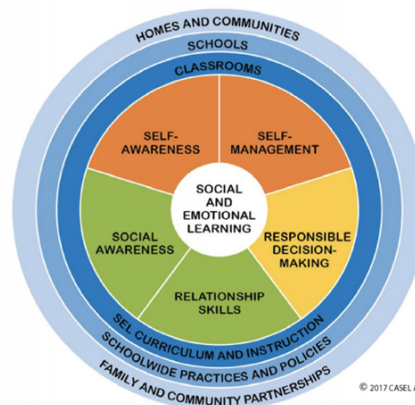 HOMES AND COMMUNITIES
SCHOOLS
CLASSROOMS
SELF-
AWARENESS
SELF-
MANAGEMENT
SOCIAL
AND
EMOTIONAL
LEARNING
SOCIAL
AWARENESS
RESPONSIBLE
DECISION-
MAKING
RELATIONSHIP
SKILLS
SEL CURRICULUM AND INSTRUCTION
SCHOOLWIDE PRACTICES AND POLICIES
FAMILY AND COMMUNITY PARTNERSHIPS
© 2017 CASEL